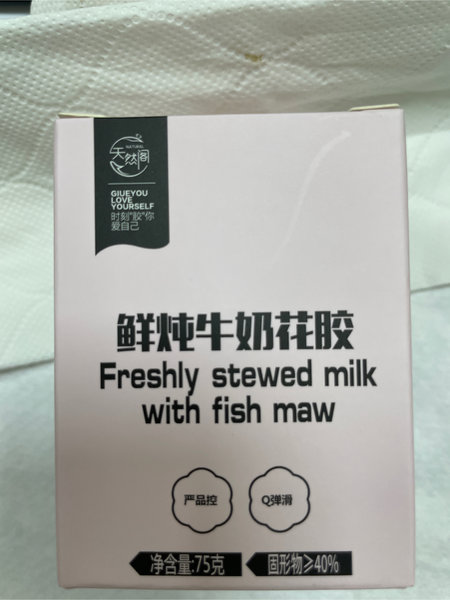 NATURAL
天然阁
GIUEYOU
LOVE
YOURSELF
时刻“胶”你
爱自己
鲜炖牛奶花胶
Freshly stewed milk
with fish maw
严品控
Q弹滑
净含量:75克
固形物≥40%